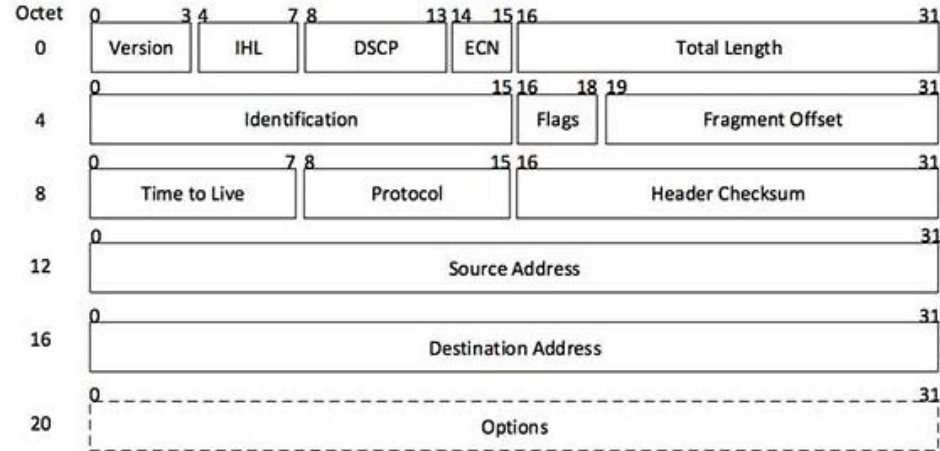 Octet 0 3 4 7 8 13 14 15 16 31
0 Version IHL DSCP ECN Total Length
0 15 16 18 19 31
4 Identification Flags Fragment Offset
0 7 8 15 16 31
8 Time to Live Protocol Header Checksum
0 31
12 Source Address
0 31
16 Destination Address
0 31
20 Options